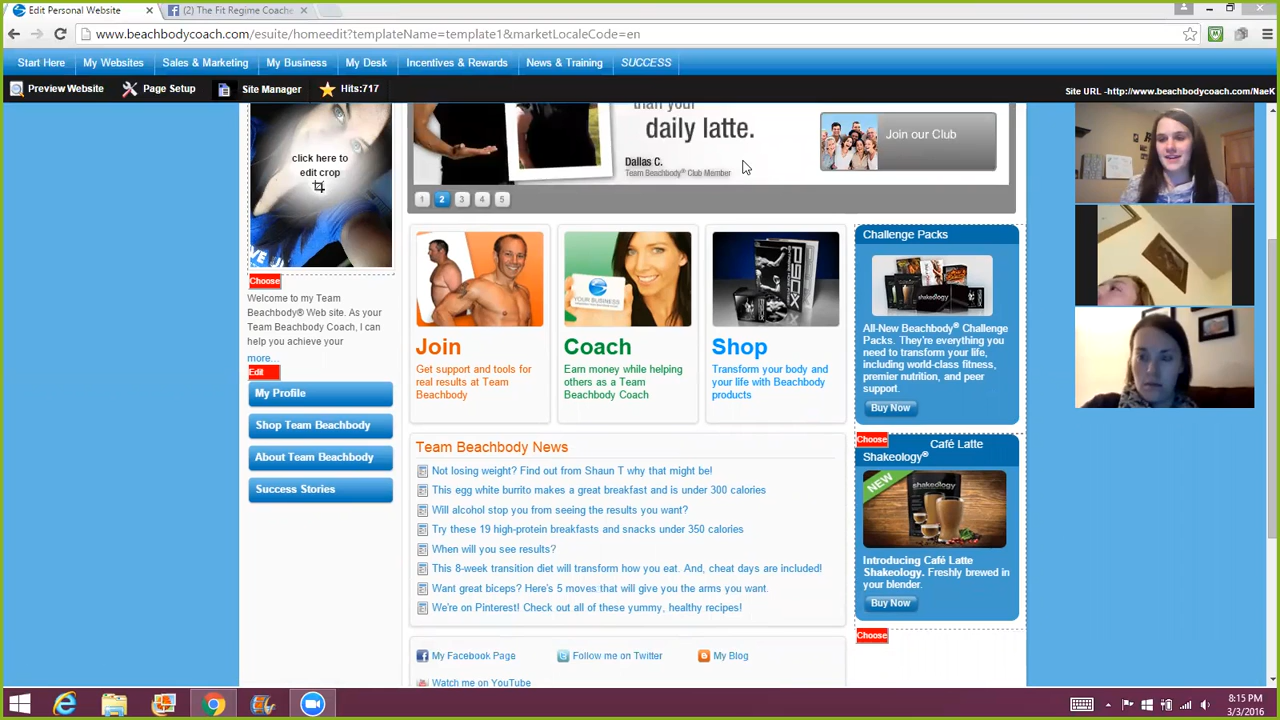 Edit Personal Website
(2) The Fit Regime Coache
www.beachbodycoach.com/esuite/homeedit?templateName=template1&marketLocaleCode=en
Start Here My Websites Sales & Marketing My Business My Desk Incentives & Rewards News & Training SUCCESS
Preview Website Page Setup Site Manager Hits:717 Site URL -http://www.beachbodycoach.com/NaeK
click here to
edit crop
than your
daily latte.
Dallas C.
Team Beachbody® Club Member
Join our Club
1 2 3 4 5
Choose
Welcome to my Team
Beachbody® Web site. As your
Team Beachbody Coach, I can
help you achieve your
more...
Edit
My Profile
Shop Team Beachbody
About Team Beachbody
Success Stories
YOUR BUSINESS
P90X
Join
Get support and tools for
real results at Team
Beachbody
Coach
Earn money while helping
others as a Team
Beachbody Coach
Shop
Transform your body and
your life with Beachbody
products
Team Beachbody News
Not losing weight? Find out from Shaun T why that might be!
This egg white burrito makes a great breakfast and is under 300 calories
Will alcohol stop you from seeing the results you want?
Try these 19 high-protein breakfasts and snacks under 350 calories
When will you see results?
This 8-week transition diet will transform how you eat. And, cheat days are included!
Want great biceps? Here's 5 moves that will give you the arms you want.
We're on Pinterest! Check out all of these yummy, healthy recipes!
My Facebook Page Follow me on Twitter My Blog
Watch me on YouTube
Challenge Packs
shakeology
All-New Beachbody® Challenge
Packs. They're everything you
need to transform your life,
including world-class fitness,
premier nutrition, and peer
support.
Buy Now
Choose
Café Latte
Shakeology®
NEW
shakeology
Introducing Café Latte
Shakeology. Freshly brewed in
your blender.
Buy Now
Choose
8:15 PM
3/3/2016